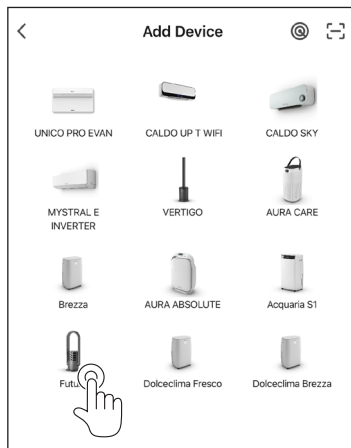 Add Device
UNICO PRO EVAN CALDO UP T WIFI CALDO SKY
MYSTRAL E VERTIGO AURA CARE
INVERTER
Brezza AURA ABSOLUTE Acquaria S1
Dolceclima Fresco Dolceclima Brezza